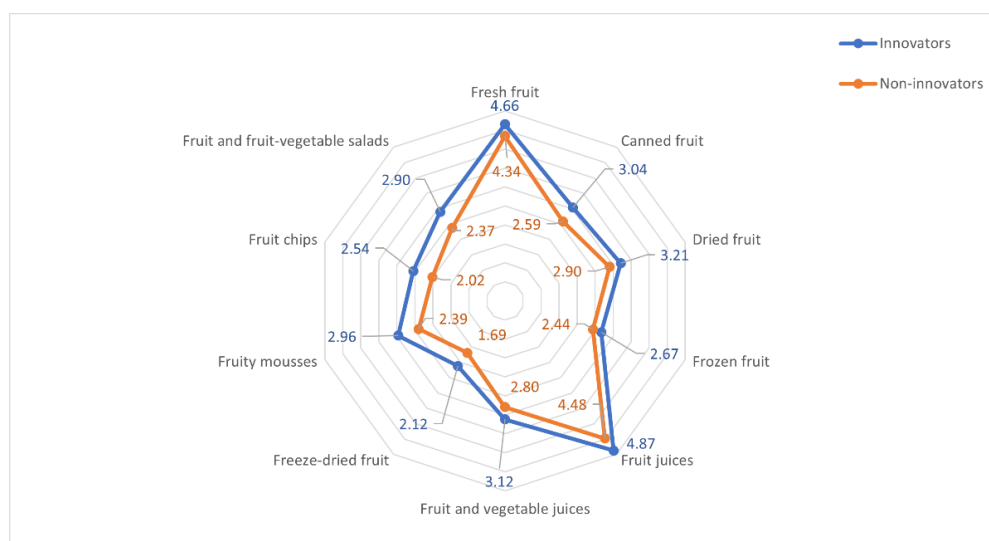 Innovators
Non-innovators
Fresh fruit
4.66
Fruit and fruit-vegetable salads
Canned fruit
2.90
4.34
3.04
2.37
2.59
Fruit chips
Dried fruit
2.54
3.21
2.02
2.90
2.39
2.44
2.96
1.69
2.67
Fruity mousses
Frozen fruit
2.80
4.48
2.12
4.87
Freeze-dried fruit
Fruit juices
3.12
Fruit and vegetable juices